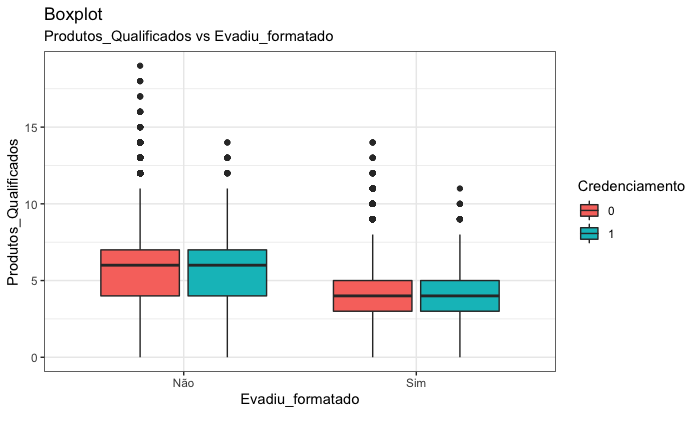 Boxplot
Produtos_Qualificados vs Evadiu_formatado
Produtos_Qualificados
15
10
5
0
Não
Sim
Evadiu_formatado
Credenciamento
0
1